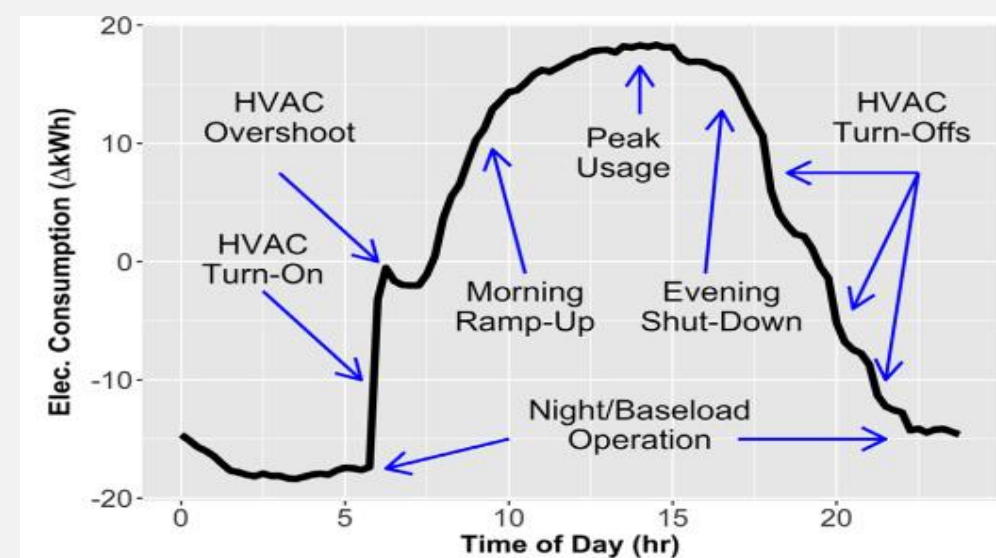 Elec. Consumption (ΔkWh)
20
10
0
-10
-20
HVAC
Overshoot
HVAC
Turn-On
Morning
Ramp-Up
Peak
Usage
Evening
Shut-Down
HVAC
Turn-Offs
Night/Baseload
Operation
0
5
10
15
20
Time of Day (hr)